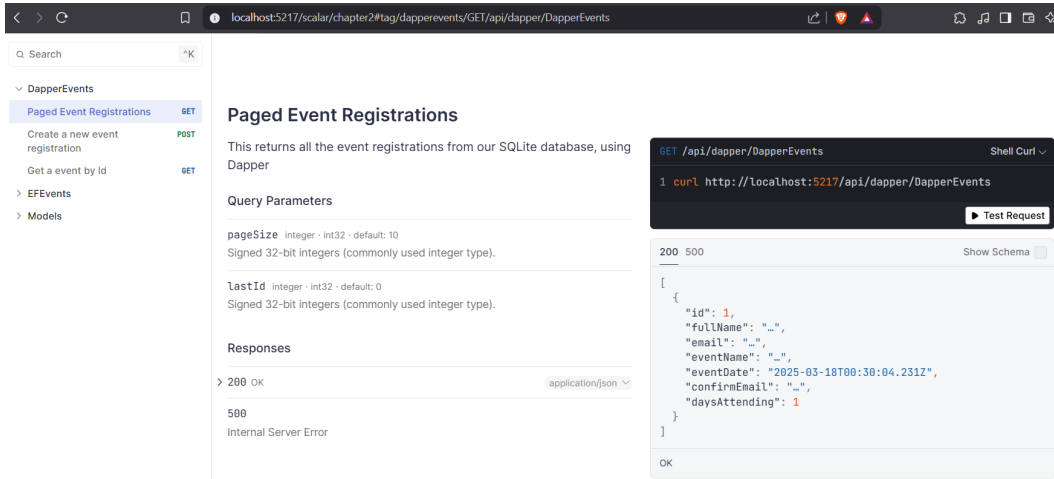 localhost:5217/scalar/chapter2#tag/dapperevents/GET/api/dapper/DapperEvents
Search
^K
DapperEvents
Paged Event Registrations GET
Create a new event registration POST
Get a event by Id GET
EFEvents
Models
Paged Event Registrations
This returns all the event registrations from our SQLite database, using
Dapper
Query Parameters
pageSize integer · int32 · default: 10
Signed 32-bit integers (commonly used integer type).
lastId integer · int32 · default: 0
Signed 32-bit integers (commonly used integer type).
Responses
200 OK application/json
500
Internal Server Error
GET /api/dapper/DapperEvents Shell Curl
1 curl http://localhost:5217/api/dapper/DapperEvents
Test Request
200 500 Show Schema
[
{
"id": 1,
"fullName": "…",
"email": "…",
"eventName": "…",
"eventDate": "2025-03-18T00:30:04.231Z",
"confirmEmail": "…",
"daysAttending": 1
}
]
OK